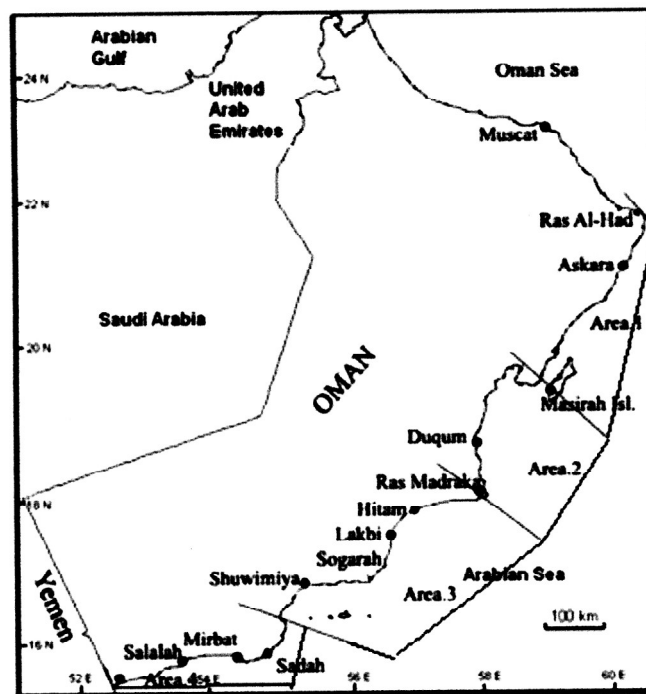 Arabian
Gulf
24 N
United
Arab
Emirates
Oman Sea
Muscat
22 N
Ras Al-Had
Askara
Saudi Arabia
Area.1
20 N
OMAN
Masirah Isl.
Duqum
Area.2
Ras Madraka
18 N
Hitam
Lakbi
Sogarah
Shuwimiya
Arabian Sea
Area.3
Yemen
100 km
16 N
Salalah
Mirbat
Sadah
Area.4
52 E
54 E
56 E
58 E
60 E